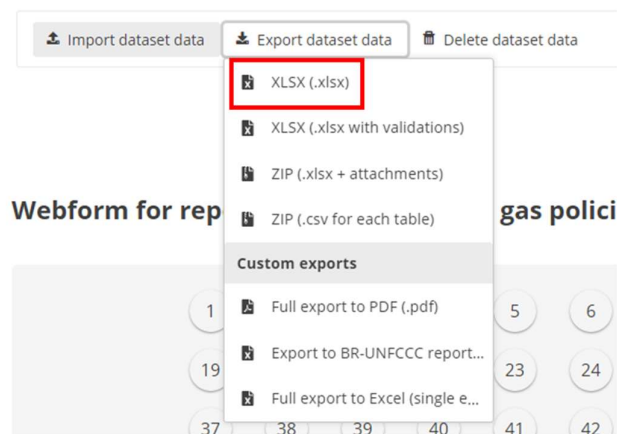 Import dataset data Export dataset data Delete dataset data
XLSX (.xlsx)
XLSX (.xlsx with validations)
ZIP (.xlsx + attachments)
Webform for rep gas polici
ZIP (.csv for each table)
Custom exports
1 Full export to PDF (.pdf) 5 6
Export to BR-UNFCCC report...
19 23 24
Full export to Excel (single e...
37 38 39 40 41 42